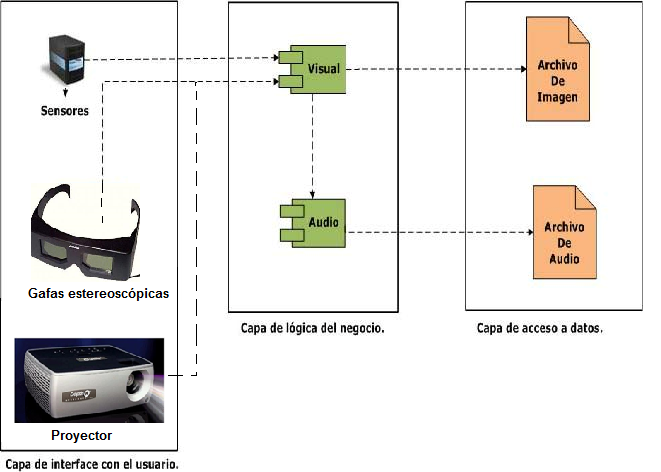 Sensores
Gafas estereoscópicas
Proyector
Capa de interface con el usuario.
Visual
Audio
Capa de lógica del negocio.
Archivo
De
Imagen
Archivo
De
Audio
Capa de acceso a datos.